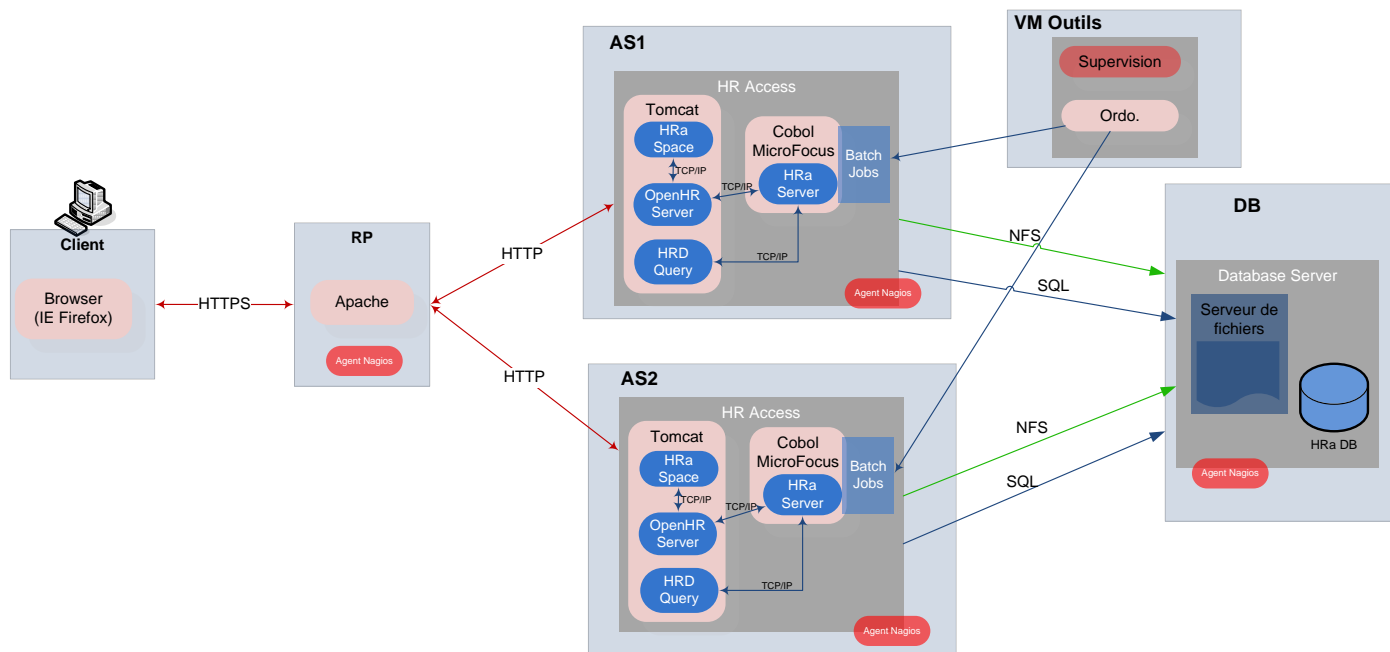 Client
Browser
(IE Firefox)
HTTPS
RP
Apache
Agent Nagios
HTTP
HTTP
AS1
HR Access
Tomcat
HRa
Space
TCP/IP
OpenHR
Server
HRD
Query
TCP/IP
Cobol
MicroFocus
HRa
Server
TCP/IP
Batch
Jobs
Agent Nagios
AS2
HR Access
Tomcat
HRa
Space
TCP/IP
OpenHR
Server
HRD
Query
TCP/IP
Cobol
MicroFocus
HRa
Server
TCP/IP
Batch
Jobs
Agent Nagios
VM Outils
Supervision
Ordo.
NFS
SQL
NFS
SQL
DB
Database Server
Serveur de
fichiers
HRa DB
Agent Nagios